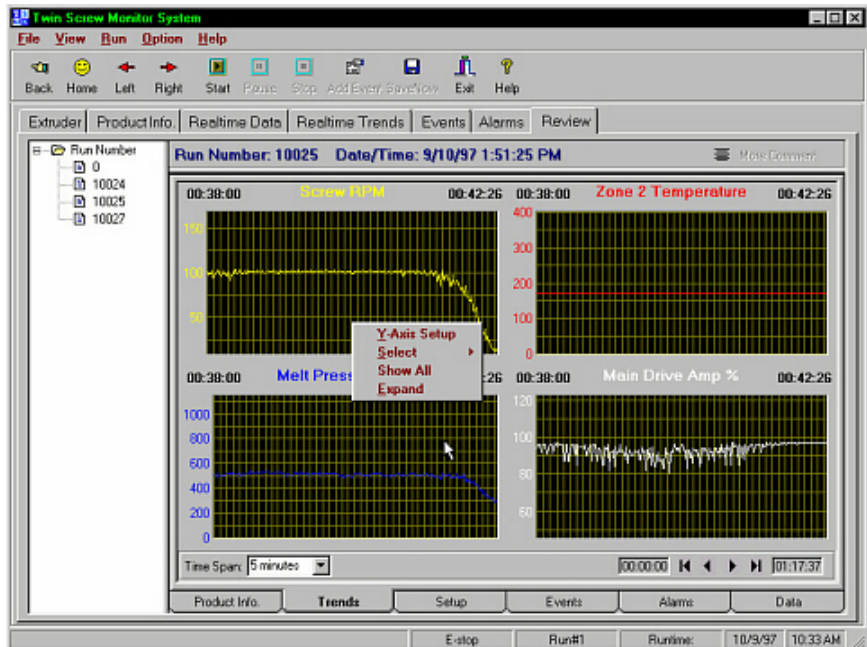 Twin Screw Monitor System
File View Run Option Help
Back Home Left Right Start Pause Stop Add Event SaveNow Exit Help
Extruder Product Info. Realtime Data Realtime Trends Events Alarms Review
Run Number
0
10024
10025
10027
Run Number: 10025 Date/Time: 9/10/97 1:51:25 PM
00:38:00 Screw RPM 00:42:26
150
100
50
00:38:00 Zone 2 Temperature 00:42:26
400
300
200
100
0
Y-Axis Setup
Select
Show All
Expand
00:38:00 Melt Press :26
1000
800
600
400
200
0
00:38:00 Main Drive Amp % 00:42:26
120
100
80
60
Time Span: 5 minutes 00:00:00 01:17:37
Product Info. Trends Setup Events Alarms Data
E-stop Run#1 Runtime: 10/9/97 10:33 AM